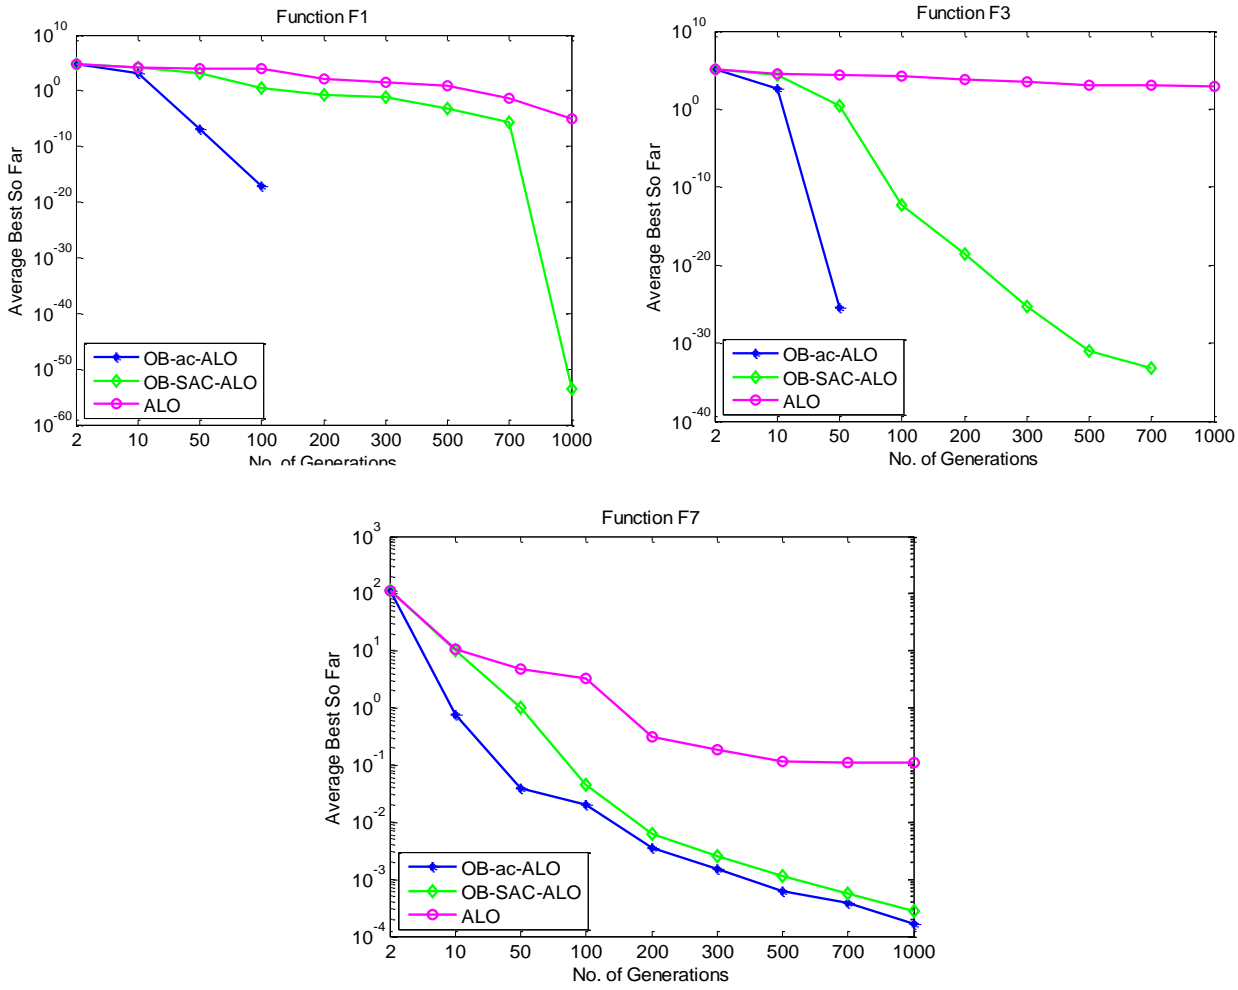 Function F1
10^10
10^0
10^-10
10^-20
10^-30
10^-40
10^-50
10^-60
Average Best So Far
OB-ac-ALO
OB-SAC-ALO
ALO
2 10 50 100 200 300 500 700 1000
No. of Generations
Function F3
10^10
10^0
10^-10
10^-20
10^-30
10^-40
Average Best So Far
OB-ac-ALO
OB-SAC-ALO
ALO
2 10 50 100 200 300 500 700 1000
No. of Generations
Function F7
10^3
10^2
10^1
10^0
10^-1
10^-2
10^-3
10^-4
Average Best So Far
OB-ac-ALO
OB-SAC-ALO
ALO
2 10 50 100 200 300 500 700 1000
No. of Generations